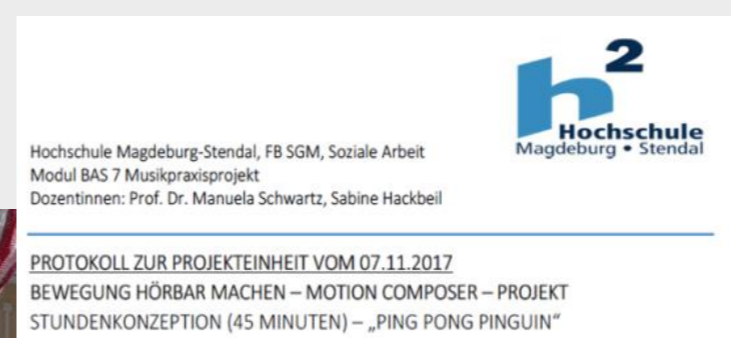 h2
Hochschule
Magdeburg • Stendal
Hochschule Magdeburg-Stendal, FB SGM, Soziale Arbeit
Modul BAS 7 Musikpraxisprojekt
Dozentinnen: Prof. Dr. Manuela Schwartz, Sabine Hackbeil
PROTOKOLL ZUR PROJEKTEINHEIT VOM 07.11.2017
BEWEGUNG HÖRBAR MACHEN – MOTION COMPOSER – PROJEKT
STUNDENKONZEPTION (45 MINUTEN) – „PING PONG PINGUIN“